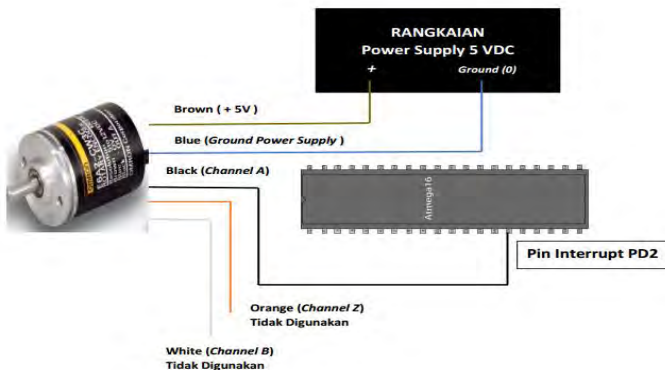 RANGKAIAN
Power Supply 5 VDC
+
Ground (0)
Brown ( + 5V )
Blue (Ground Power Supply )
Black (Channel A)
Atmega16
Pin Interrupt PD2
Orange (Channel Z)
Tidak Digunakan
White (Channel B)
Tidak Digunakan